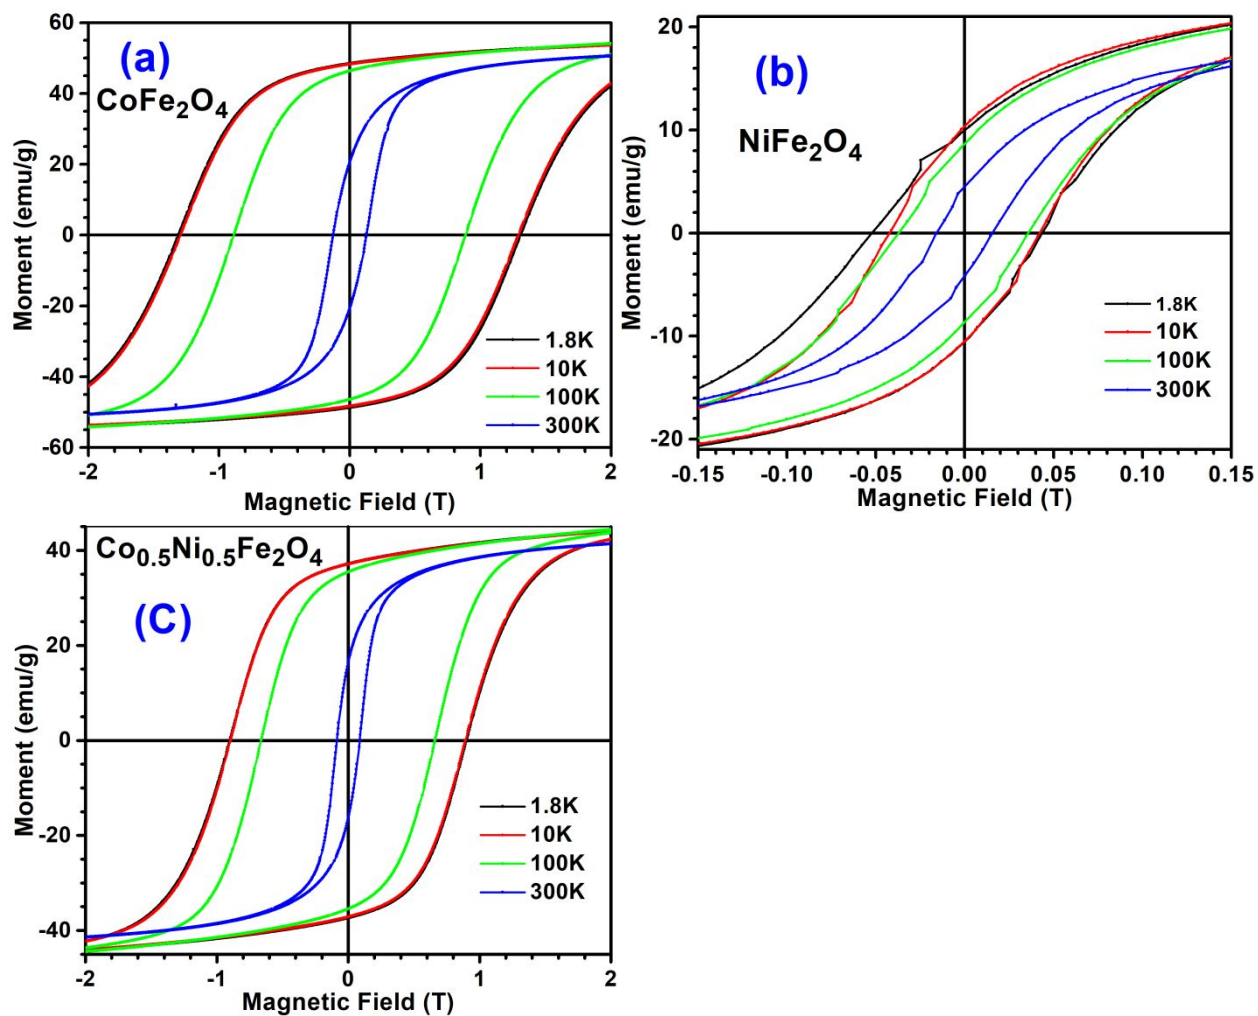 (a)
CoFe2O4
Moment (emu/g)
60
40
20
0
-20
-40
-60
-2
-1
0
1
2
Magnetic Field (T)
1.8K
10K
100K
300K
(b)
NiFe2O4
Moment (emu/g)
20
10
0
-10
-20
-0.15
-0.10
-0.05
0.00
0.05
0.10
0.15
Magnetic Field (T)
1.8K
10K
100K
300K
Co0.5Ni0.5Fe2O4
(C)
Moment (emu/g)
40
20
0
-20
-40
-2
-1
0
1
2
Magnetic Field (T)
1.8K
10K
100K
300K